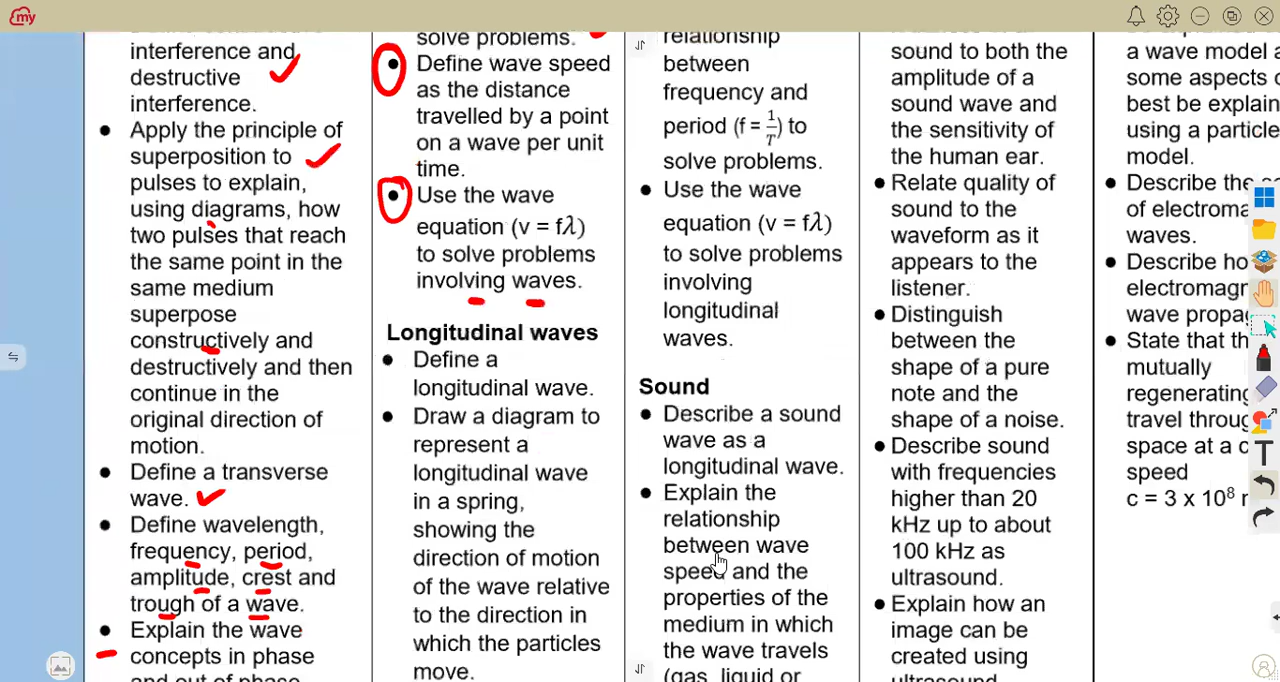 my
interference and
destructive
interference.
● Apply the principle of
superposition to
pulses to explain,
using diagrams, how
two pulses that reach
the same point in the
same medium
superpose
constructively and
destructively and then
continue in the
original direction of
motion.
● Define a transverse
wave.
● Define wavelength,
frequency, period,
amplitude, crest and
trough of a wave.
● Explain the wave
concepts in phase
and out of phase
solve problems.
● Define wave speed
as the distance
travelled by a point
on a wave per unit
time.
● Use the wave
equation (v = fλ)
to solve problems
involving waves.
Longitudinal waves
● Define a
longitudinal wave.
● Draw a diagram to
represent a
longitudinal wave
in a spring,
showing the
direction of motion
of the wave relative
to the direction in
which the particles
move.
relationship
between
frequency and
period (f = 1/T) to
solve problems.
● Use the wave
equation (v = fλ)
to solve problems
involving
longitudinal
waves.
Sound
● Describe a sound
wave as a
longitudinal wave.
● Explain the
relationship
between wave
speed and the
properties of the
medium in which
the wave travels
(gas, liquid or
sound to both the
amplitude of a
sound wave and
the sensitivity of
the human ear.
● Relate quality of
sound to the
waveform as it
appears to the
listener.
● Distinguish
between the
shape of a pure
note and the
shape of a noise.
● Describe sound
with frequencies
higher than 20
kHz up to about
100 kHz as
ultrasound.
● Explain how an
image can be
created using
ultrasound
a wave model a
some aspects o
best be explain
using a particle
model.
● Describe the
of electroma
waves.
● Describe ho
electromagn
wave propa
● State that th
mutually
regenerating
travel throug
space at a c
speed
c = 3 x 10⁸
T